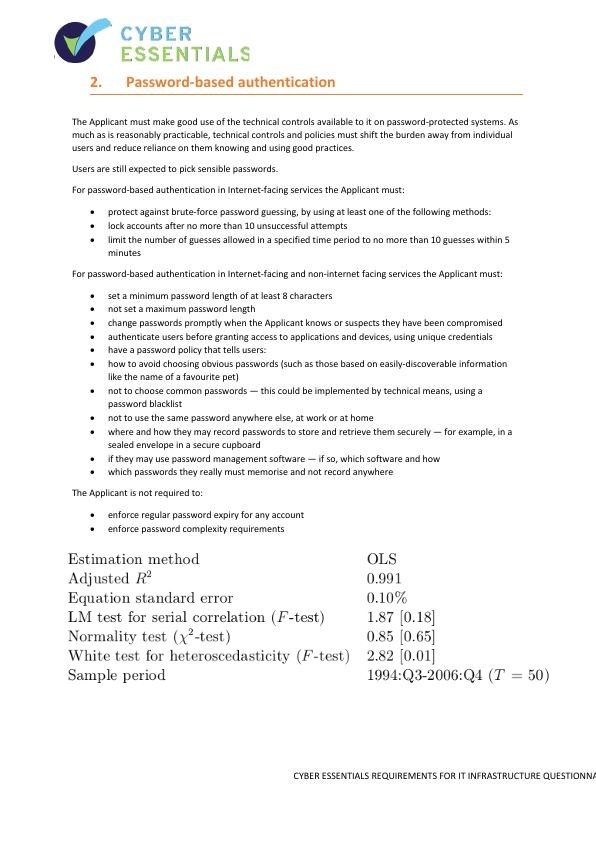 CYBER
ESSENTIALS
2. Password-based authentication
The Applicant must make good use of the technical controls available to it on password-protected systems. As
much as is reasonably practicable, technical controls and policies must shift the burden away from individual
users and reduce reliance on them knowing and using good practices.
Users are still expected to pick sensible passwords.
For password-based authentication in Internet-facing services the Applicant must:
• protect against brute-force password guessing, by using at least one of the following methods:
• lock accounts after no more than 10 unsuccessful attempts
• limit the number of guesses allowed in a specified time period to no more than 10 guesses within 5
minutes
For password-based authentication in Internet-facing and non-internet facing services the Applicant must:
• set a minimum password length of at least 8 characters
• not set a maximum password length
• change passwords promptly when the Applicant knows or suspects they have been compromised
• authenticate users before granting access to applications and devices, using unique credentials
• have a password policy that tells users:
• how to avoid choosing obvious passwords (such as those based on easily-discoverable information
like the name of a favourite pet)
• not to choose common passwords — this could be implemented by technical means, using a
password blacklist
• not to use the same password anywhere else, at work or at home
• where and how they may record passwords to store and retrieve them securely — for example, in a
sealed envelope in a secure cupboard
• if they may use password management software — if so, which software and how
• which passwords they really must memorise and not record anywhere
The Applicant is not required to:
• enforce regular password expiry for any account
• enforce password complexity requirements
Estimation method OLS
Adjusted R² 0.991
Equation standard error 0.10%
LM test for serial correlation (F-test) 1.87 [0.18]
Normality test (χ²-test) 0.85 [0.65]
White test for heteroscedasticity (F-test) 2.82 [0.01]
Sample period 1994:Q3-2006:Q4 (T = 50)
CYBER ESSENTIALS REQUIREMENTS FOR IT INFRASTRUCTURE QUESTIONNA